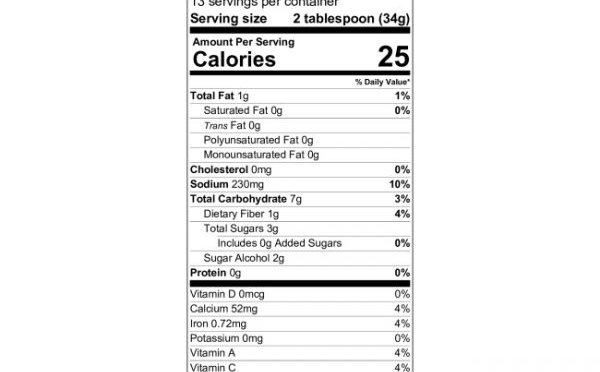 13 servings per container
Serving size 2 tablespoon (34g)
Amount Per Serving
Calories 25
% Daily Value*
Total Fat 1g 1%
Saturated Fat 0g 0%
Trans Fat 0g
Polyunsaturated Fat 0g
Monounsaturated Fat 0g
Cholesterol 0mg 0%
Sodium 230mg 10%
Total Carbohydrate 7g 3%
Dietary Fiber 1g 4%
Total Sugars 3g
Includes 0g Added Sugars 0%
Sugar Alcohol 2g
Protein 0g 0%
Vitamin D 0mcg 0%
Calcium 52mg 4%
Iron 0.72mg 4%
Potassium 0mg 0%
Vitamin A 4%
Vitamin C 4%